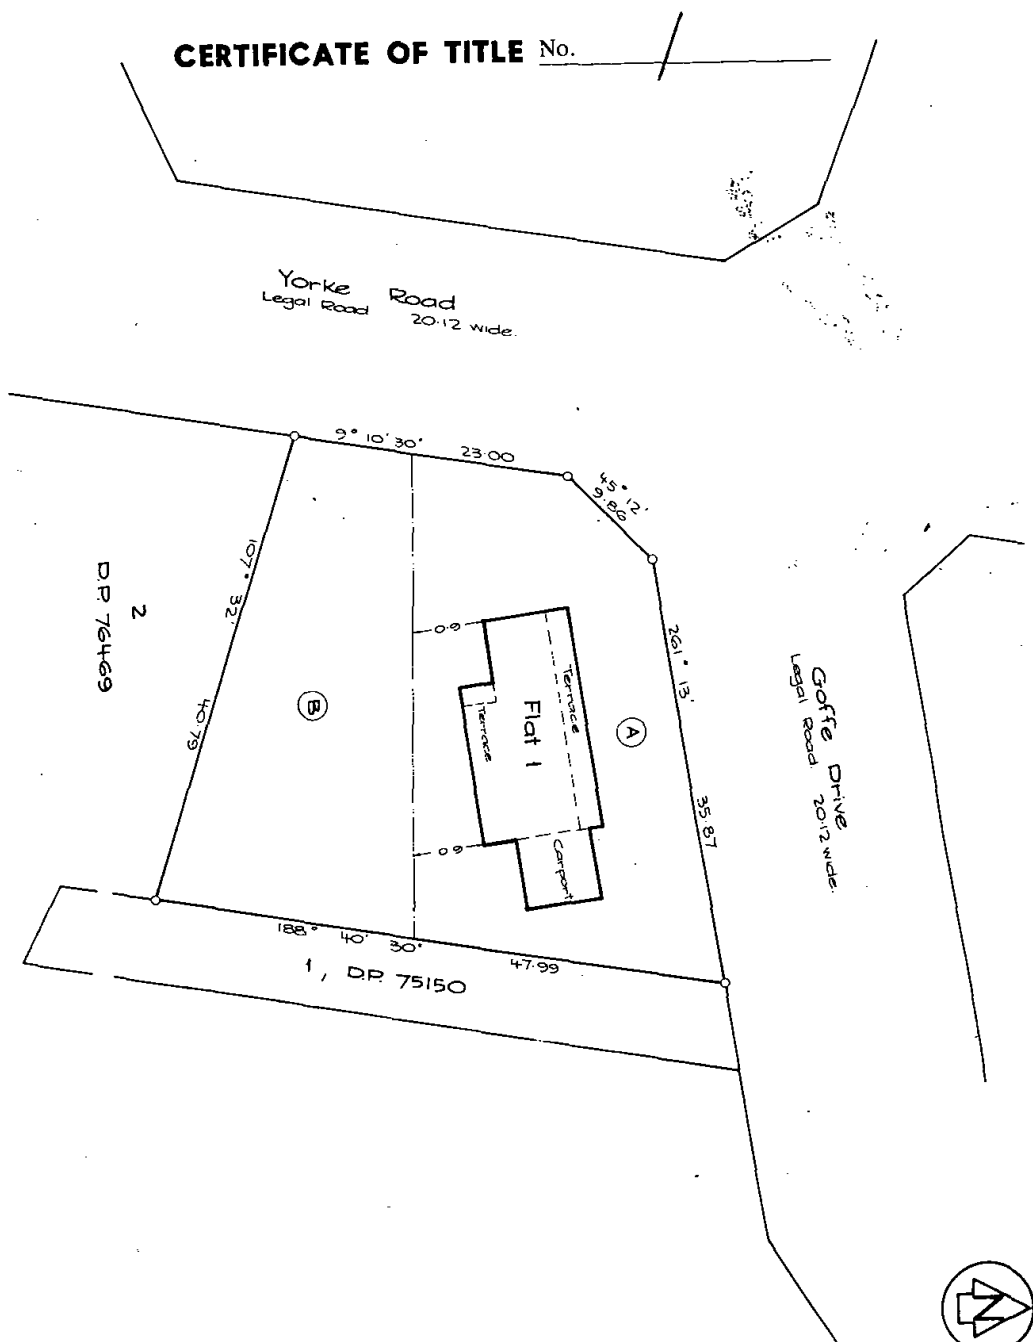 CERTIFICATE OF TITLE No.
Yorke Road
Legal Road 20.12 wide.
9° 10' 30" 23.00
45° 12'
9.86
261° 13' 35.87
Goffe Drive
Legal Road. 20.12 wide.
107° 32' 40.79
2
D.P. 76469
B
A
0.9
Terrace
Flat 1
Terrace
0.9
Carport
188° 40' 30" 47.99
1, D.P. 75150
N